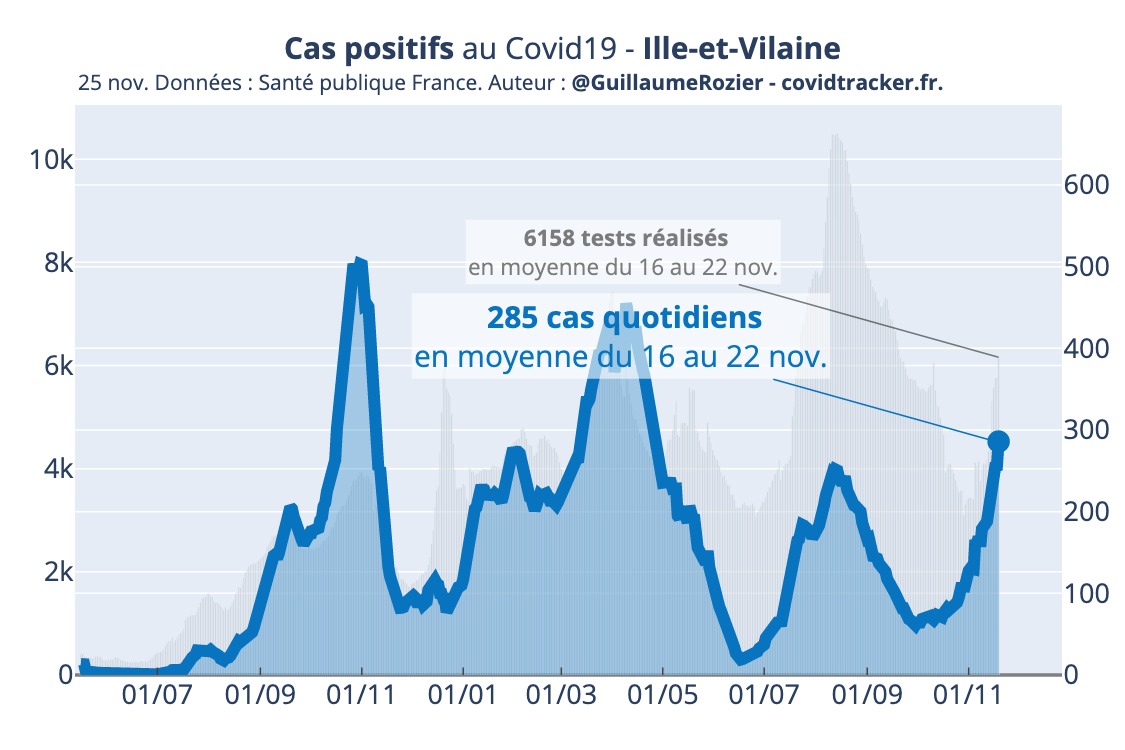 Cas positifs au Covid19 - Ille-et-Vilaine
25 nov. Données : Santé publique France. Auteur : @GuillaumeRozier - covidtracker.fr.
10k
8k
6k
4k
2k
0
600
500
400
300
200
100
0
6158 tests réalisés
en moyenne du 16 au 22 nov.
285 cas quotidiens
en moyenne du 16 au 22 nov.
01/07 01/09 01/11 01/01 01/03 01/05 01/07 01/09 01/11